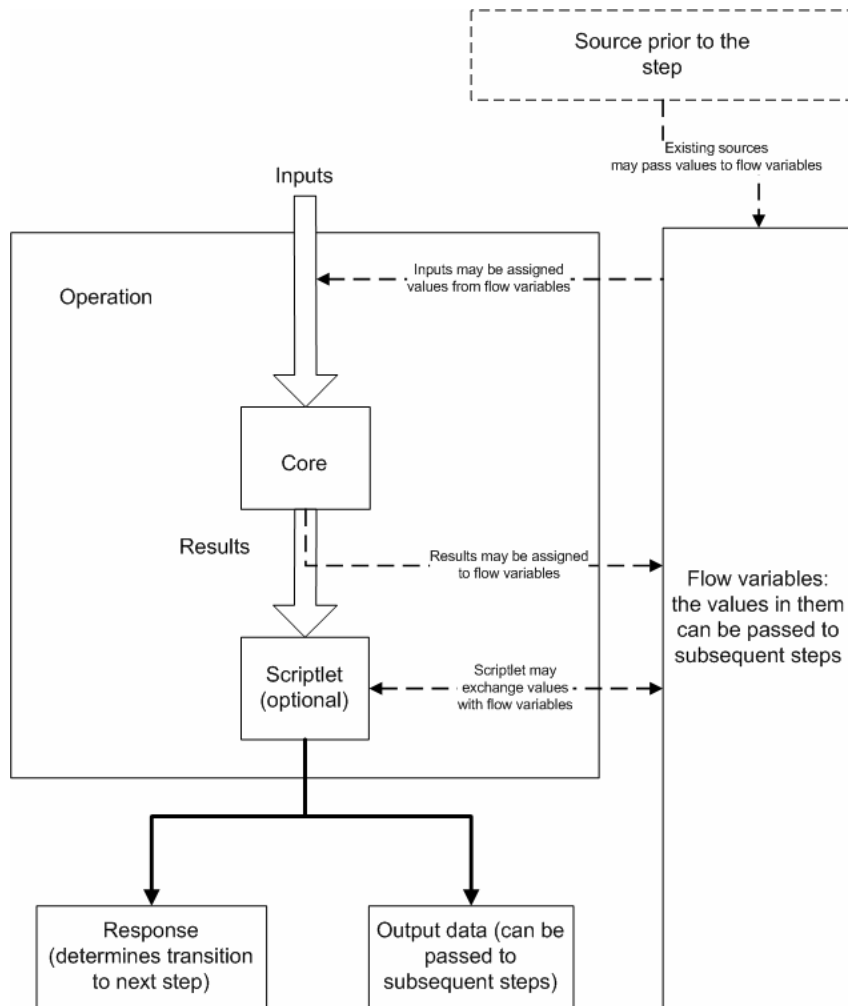 Source prior to the
step
Existing sources
may pass values to flow variables
Inputs
Inputs may be assigned
values from flow variables
Operation
Core
Results
Results may be assigned
to flow variables
Flow variables:
the values in them
can be passed to
subsequent steps
Scriptlet
(optional)
Scriptlet may
exchange values
with flow variables
Response
(determines transition
to next step)
Output data (can be
passed to
subsequent steps)